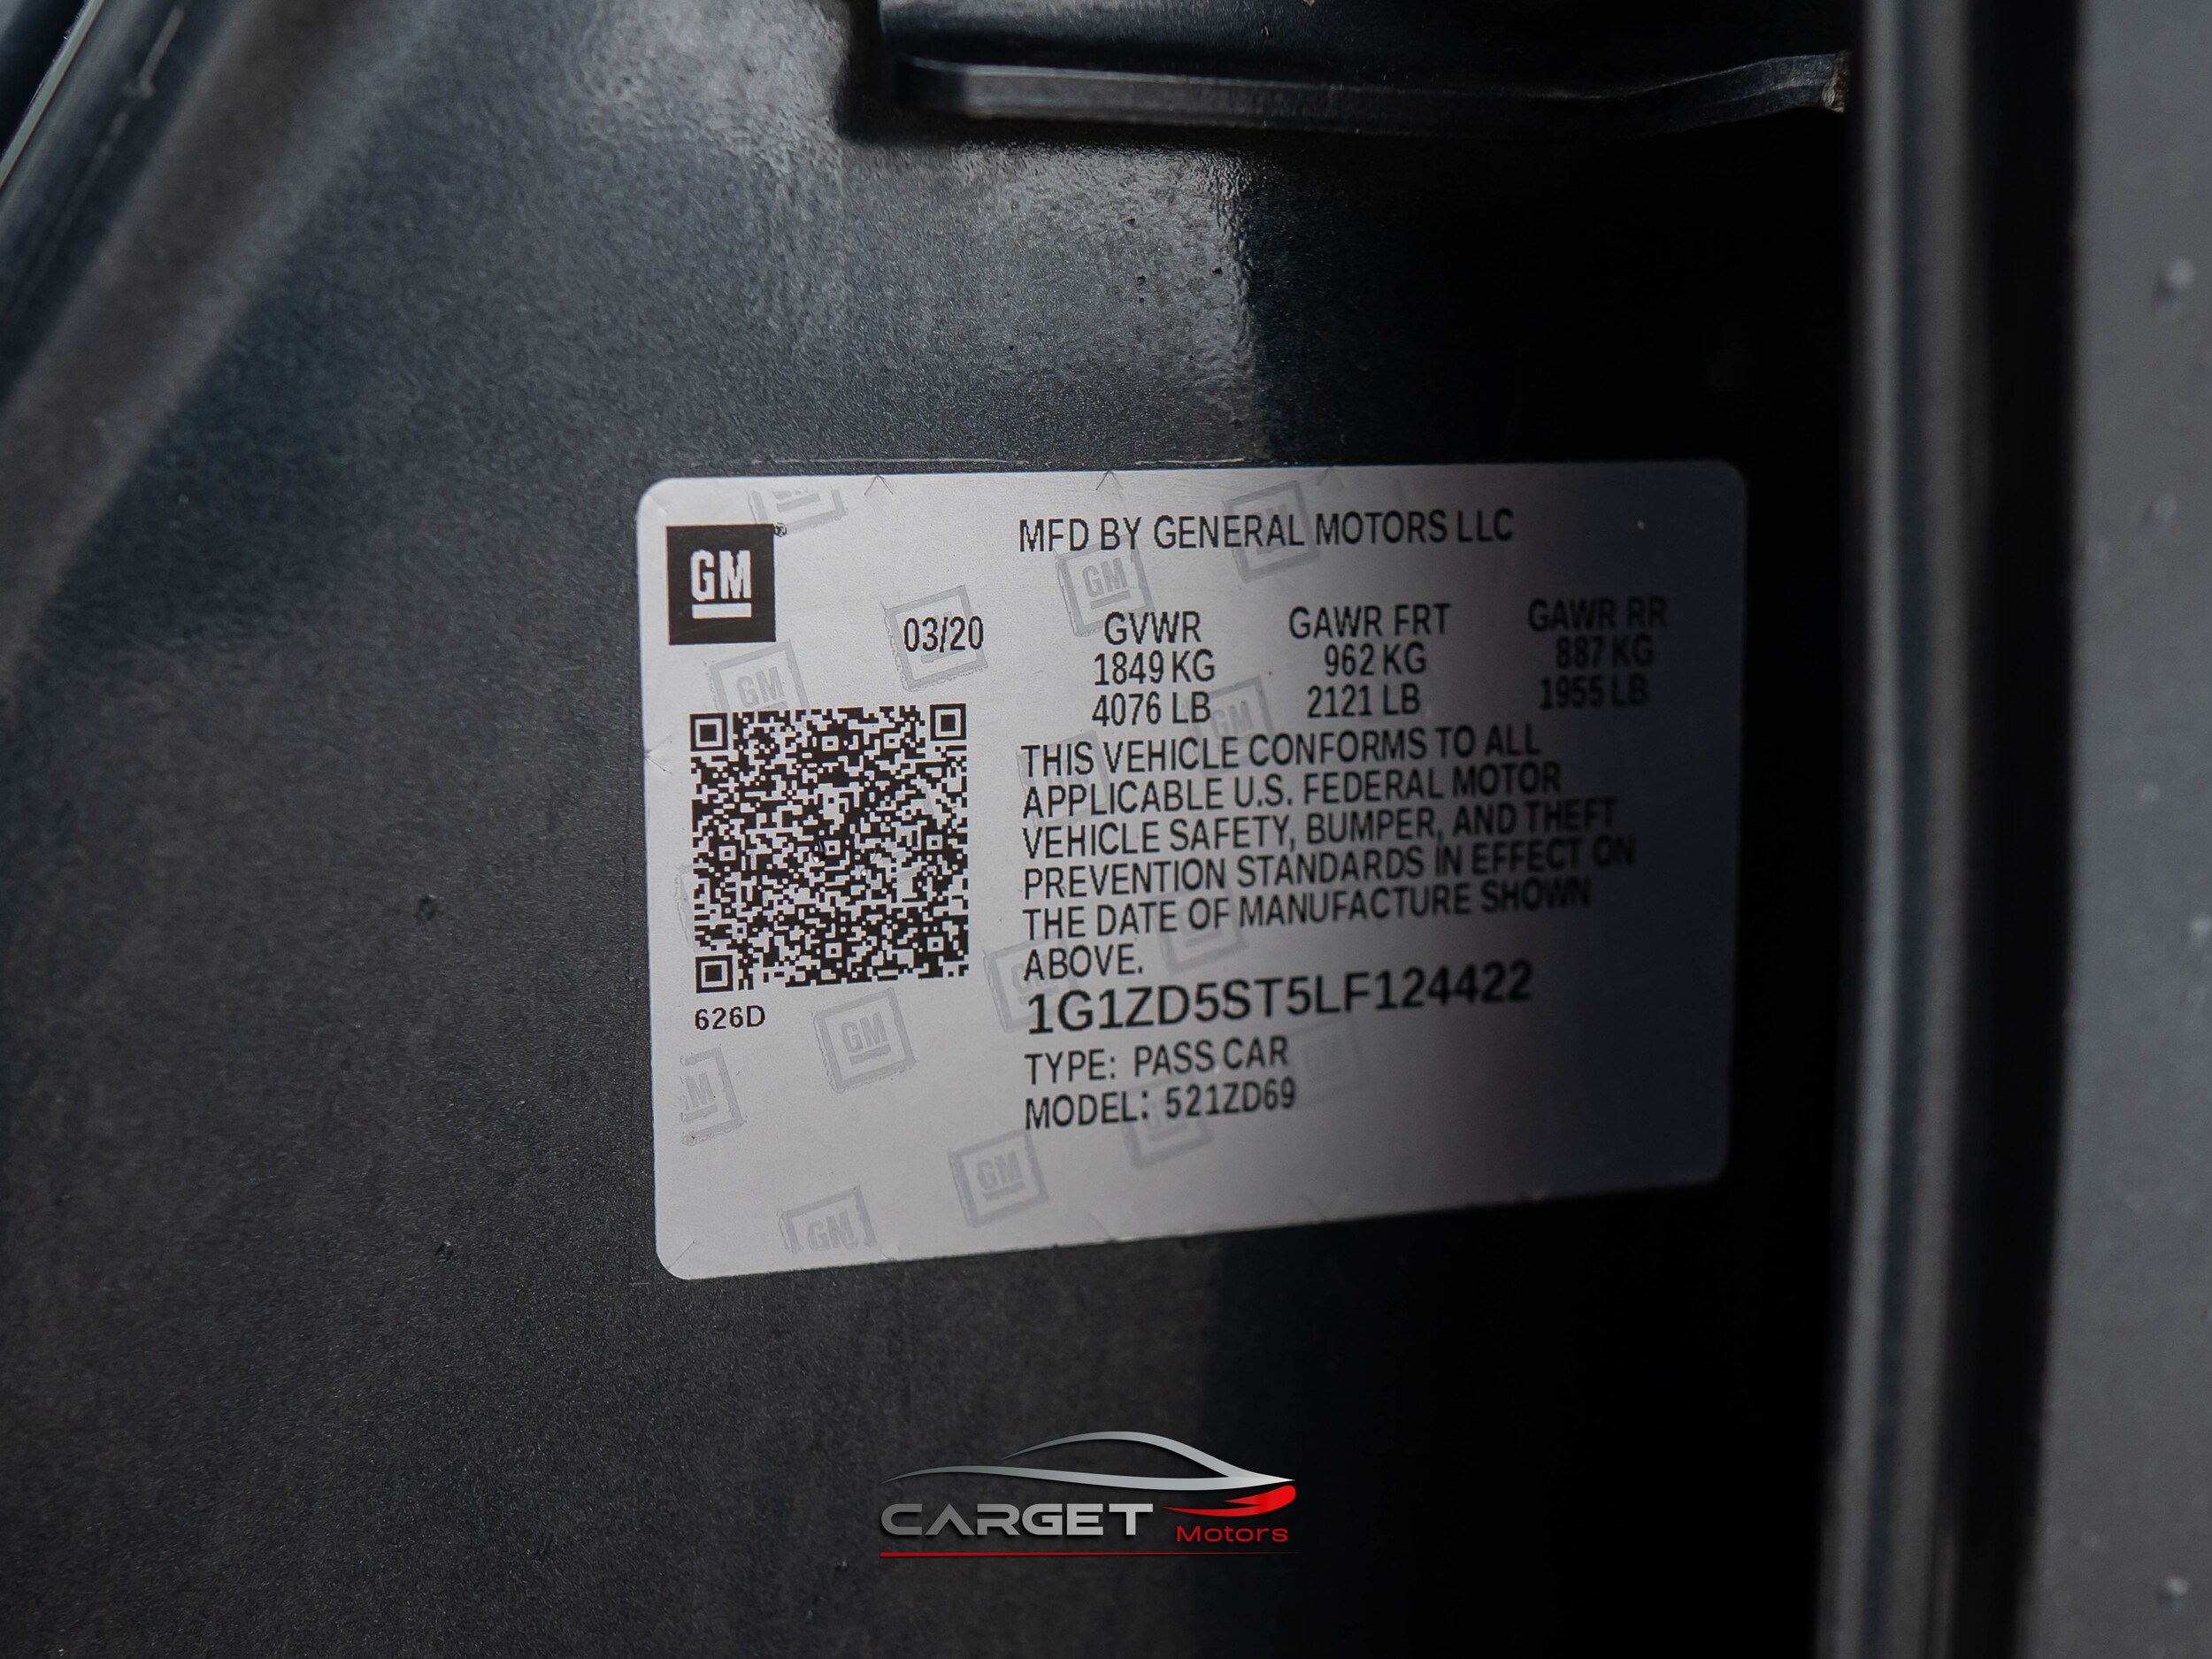 GM
MFD BY GENERAL MOTORS LLC
03/20
GVWR GAWR FRT GAWR RR
1849 KG 962 KG 887 KG
4076 LB 2121 LB 1955 LB
THIS VEHICLE CONFORMS TO ALL
APPLICABLE U.S. FEDERAL MOTOR
VEHICLE SAFETY, BUMPER, AND THEFT
PREVENTION STANDARDS IN EFFECT ON
THE DATE OF MANUFACTURE SHOWN
ABOVE.
1G1ZD5ST5LF124422
626D
TYPE: PASS CAR
MODEL: 521ZD69
CARGET
Motors